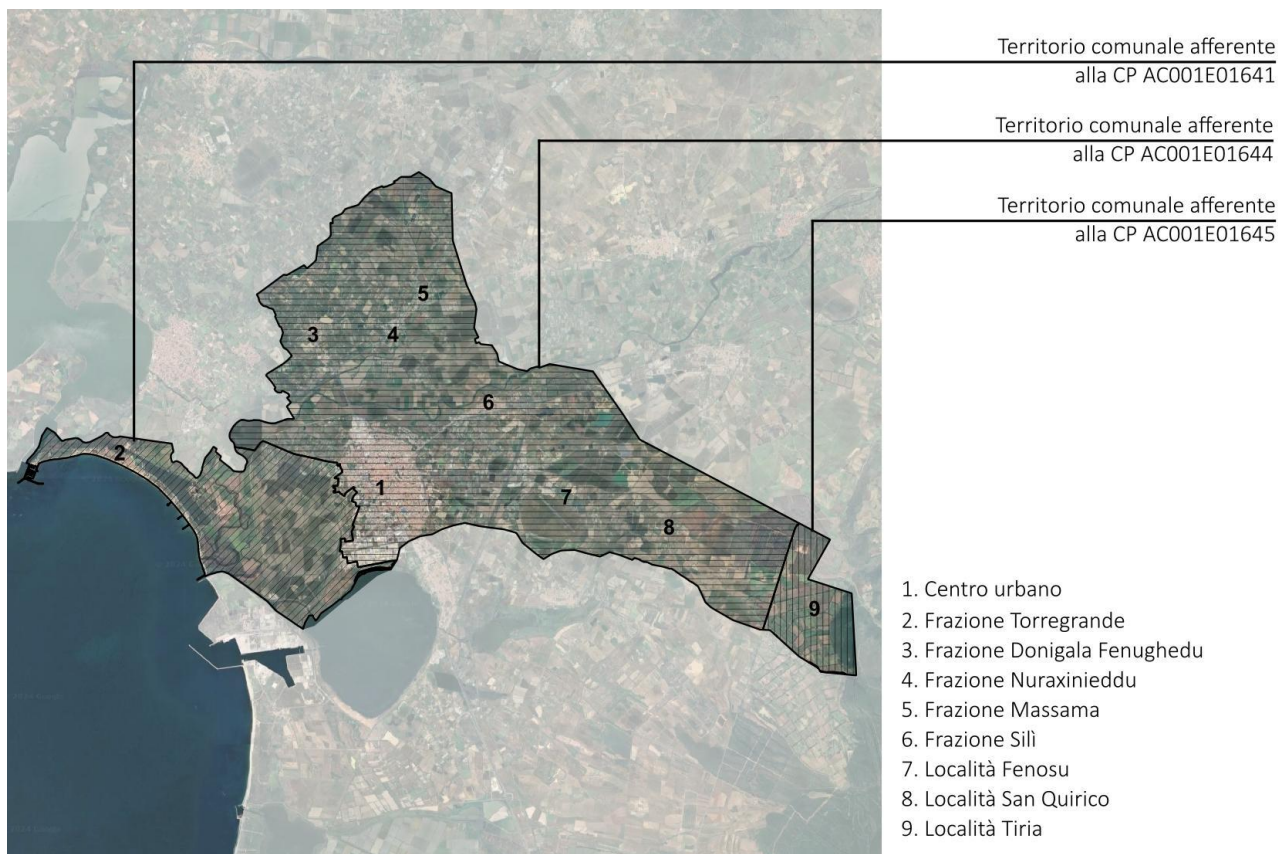 Territorio comunale afferente
alla CP AC001E01641
Territorio comunale afferente
alla CP AC001E01644
Territorio comunale afferente
alla CP AC001E01645
5
3
4
6
2
1
7
8
9
1. Centro urbano
2. Frazione Torregrande
3. Frazione Donigala Fenughedu
4. Frazione Nuraxinieddu
5. Frazione Massama
6. Frazione Silì
7. Località Fenosu
8. Località San Quirico
9. Località Tiria